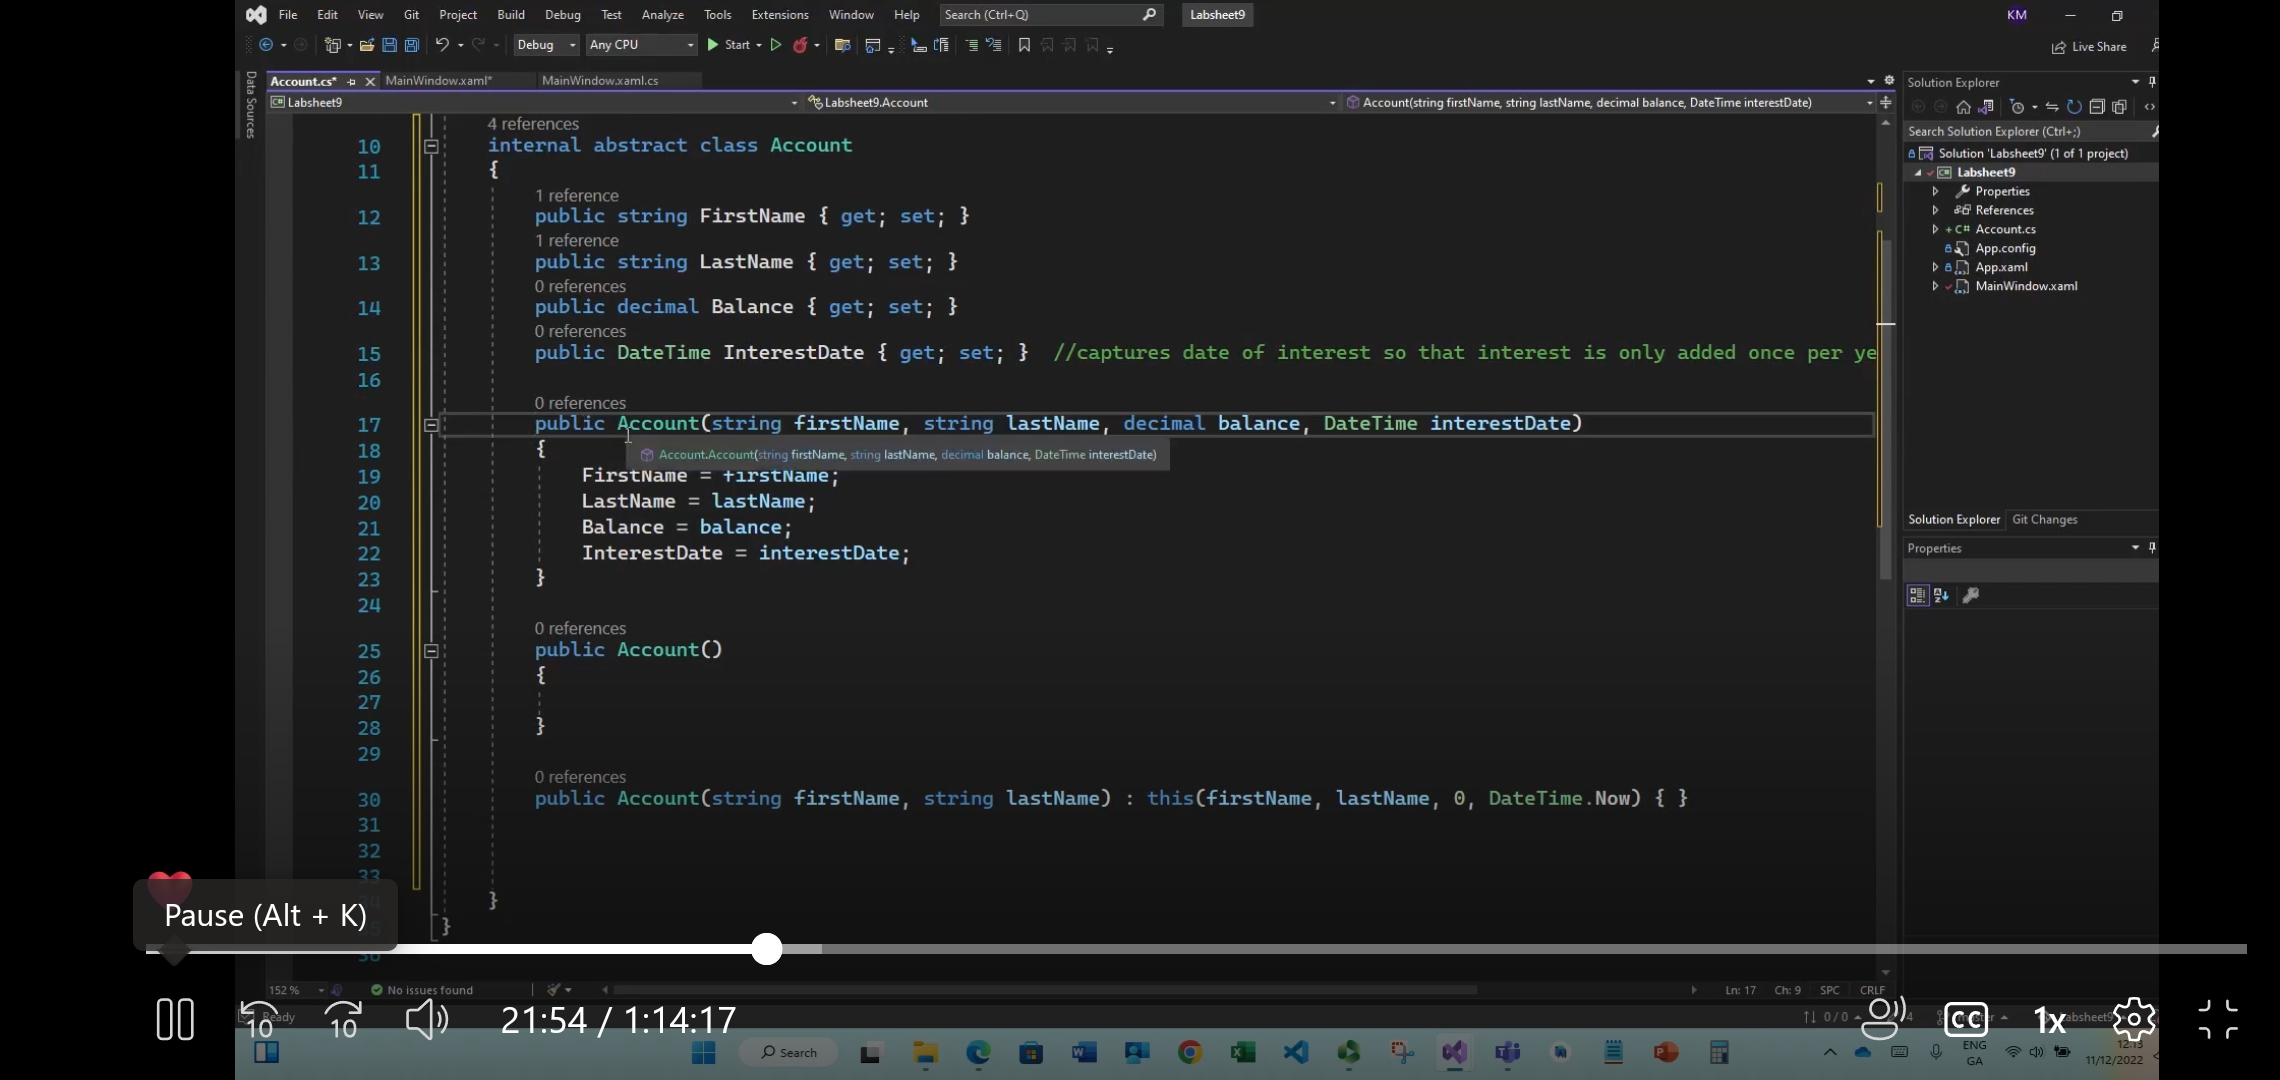 File Edit View Git Project Build Debug Test Analyze Tools Extensions Window Help Search (Ctrl+Q) Labsheet9 KM
Debug Any CPU Start Live Share
Data Sources
Account.cs* MainWindow.xaml* MainWindow.xaml.cs
Labsheet9 Labsheet9.Account Account(string firstName, string lastName, decimal balance, DateTime interestDate)
4 references
10 internal abstract class Account
11 {
1 reference
12 public string FirstName { get; set; }
1 reference
13 public string LastName { get; set; }
0 references
14 public decimal Balance { get; set; }
0 references
15 public DateTime InterestDate { get; set; } //captures date of interest so that interest is only added once per ye
16
0 references
17 public Account(string firstName, string lastName, decimal balance, DateTime interestDate)
18 {
Account.Account(string firstName, string lastName, decimal balance, DateTime interestDate)
19 FirstName = firstName;
20 LastName = lastName;
21 Balance = balance;
22 InterestDate = interestDate;
23 }
24
0 references
25 public Account()
26 {
27
28 }
29
0 references
30 public Account(string firstName, string lastName) : this(firstName, lastName, 0, DateTime.Now) { }
31
32
33
}
}
Solution Explorer
Search Solution Explorer (Ctrl+;)
Solution 'Labsheet9' (1 of 1 project)
Labsheet9
Properties
References
C# Account.cs
App.config
App.xaml
MainWindow.xaml
Solution Explorer Git Changes
Properties
Pause (Alt + K)
152 % No issues found Ln: 17 Ch: 9 SPC CRLF
10 10 21:54 / 1:14:17 0 / 0 CC 1x
Search ENG
GA
12:13
11/12/2022